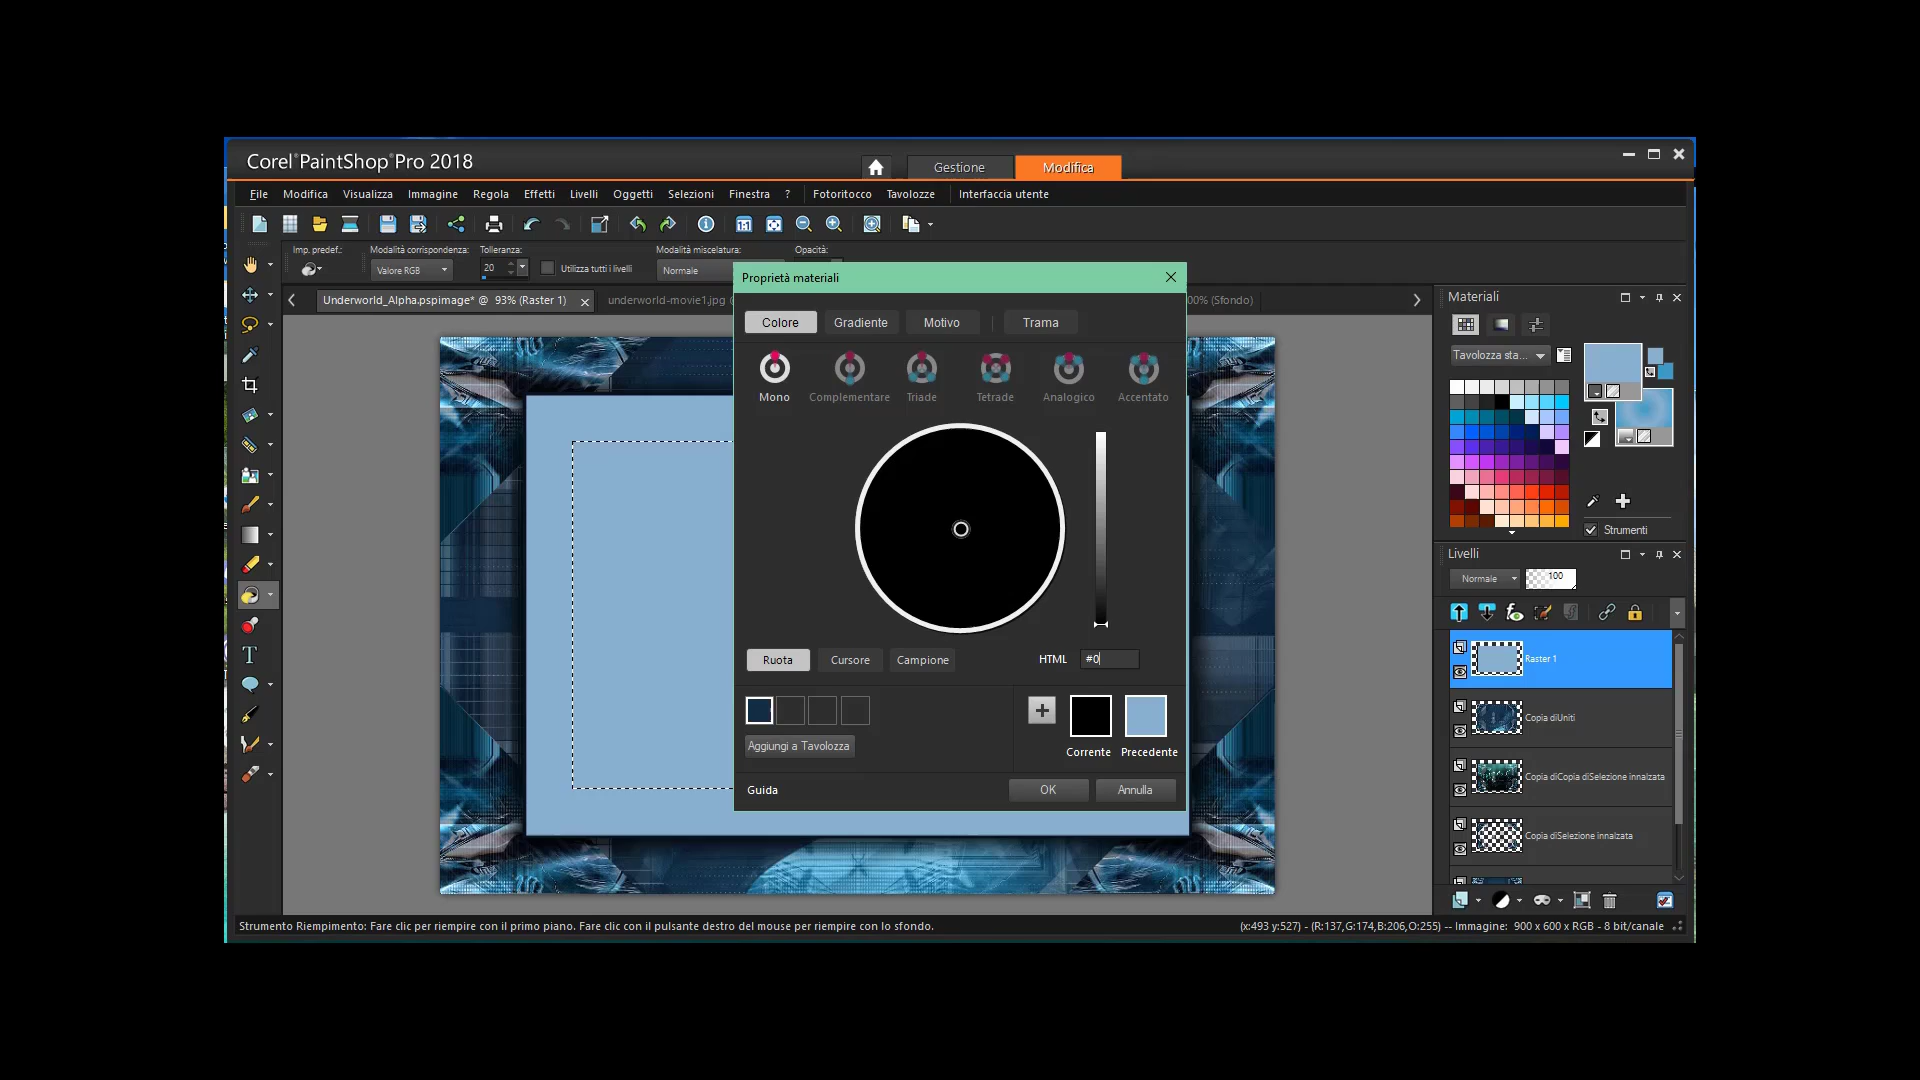 Corel PaintShop Pro 2018
Gestione
Modifica
File Modifica Visualizza Immagine Regola Effetti Livelli Oggetti Selezioni Finestra ? Fotoritocco Tavolozze Interfaccia utente
Imp. predef.: Modalità corrispondenza: Tolleranza: Modalità miscelatura: Opacità:
Valore RGB 20 Utilizza tutti i livelli Normale
Underworld_Alpha.pspimage* @ 93% (Raster 1)
underworld-movie1.jpg
00% (Sfondo)
Proprietà materiali
Colore Gradiente Motivo | Trama
Mono Complementare Triade Tetrade Analogico Accentato
Ruota Cursore Campione HTML #0
Aggiungi a Tavolozza
Corrente Precedente
Guida OK Annulla
Materiali
Tavolozza sta...
Strumenti
Livelli
Normale 100
Raster 1
Copia diUniti
Copia diCopia diSelezione innalzata
Copia diSelezione innalzata
Strumento Riempimento: Fare clic per riempire con il primo piano. Fare clic con il pulsante destro del mouse per riempire con lo sfondo.
(x:493 y:527) - (R:137,G:174,B:206,O:255) -- Immagine: 900 x 600 x RGB - 8 bit/canale